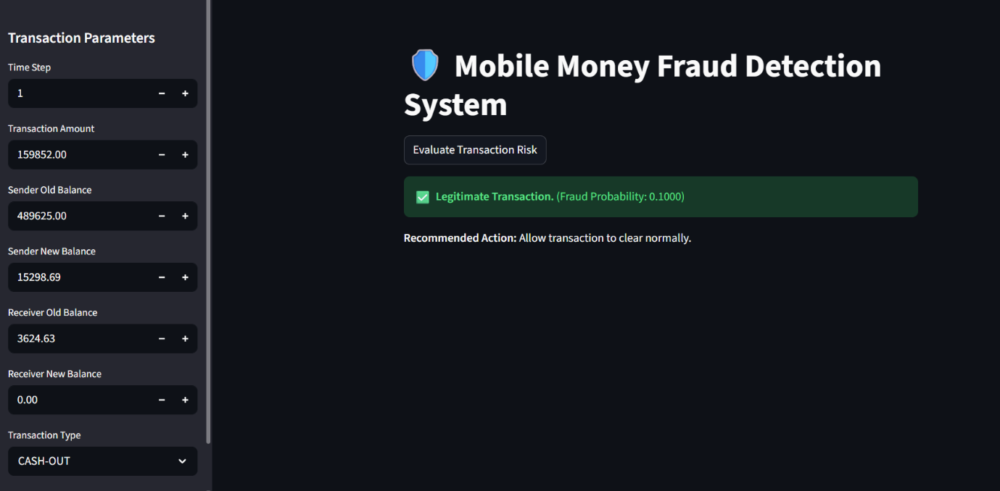 Transaction Parameters
Time Step
1
Transaction Amount
159852.00
Sender Old Balance
489625.00
Sender New Balance
15298.69
Receiver Old Balance
3624.63
Receiver New Balance
0.00
Transaction Type
CASH-OUT
Mobile Money Fraud Detection
System
Evaluate Transaction Risk
Legitimate Transaction. (Fraud Probability: 0.1000)
Recommended Action: Allow transaction to clear normally.